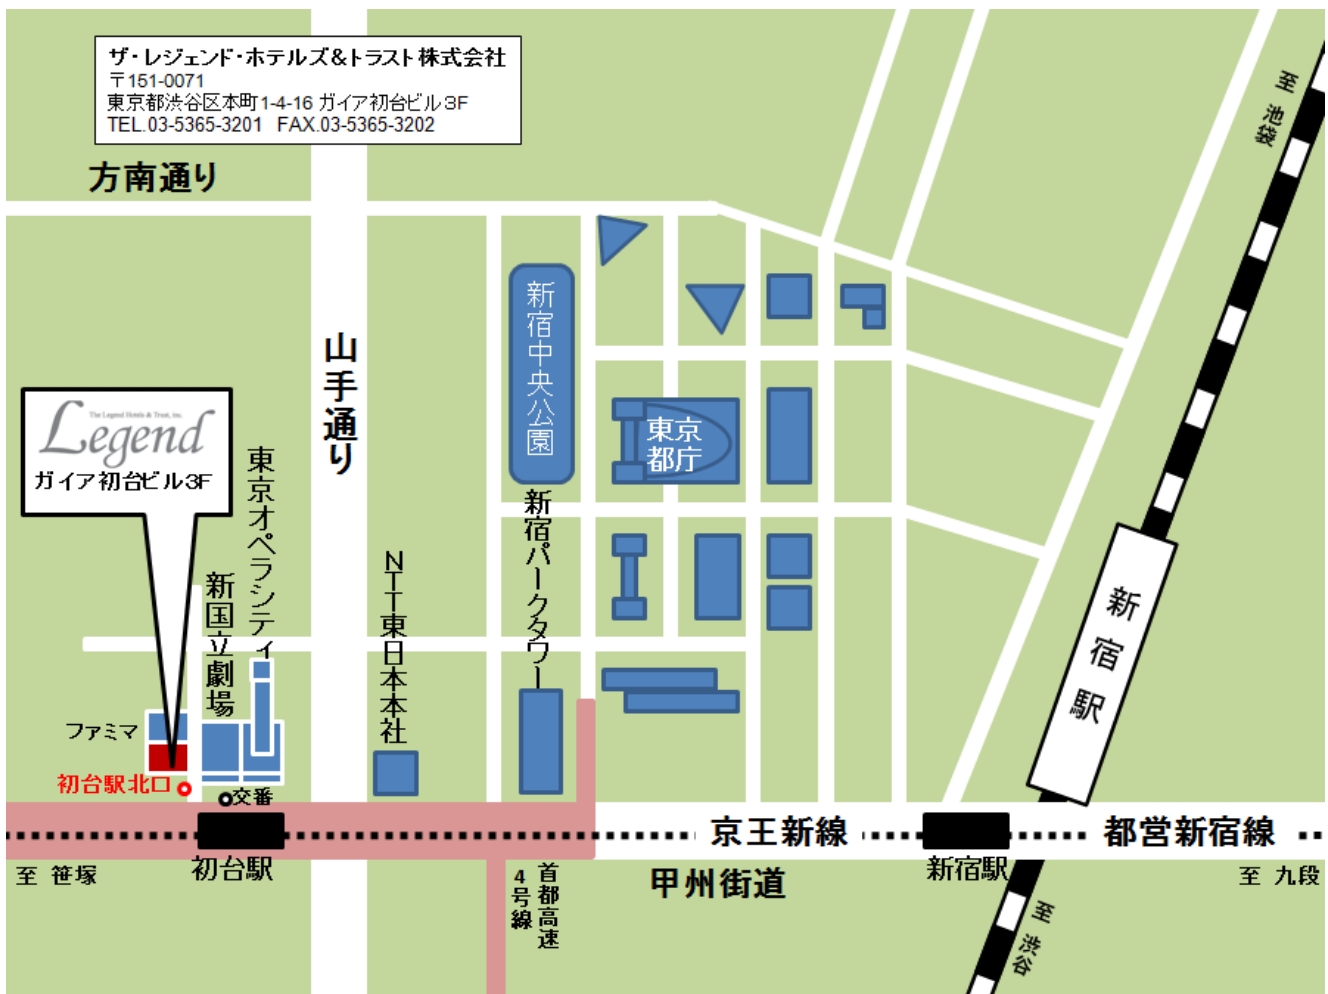 ザ・レジェンド・ホテルズ&トラスト株式会社
〒151-0071
東京都渋谷区本町1-4-16 ガイア初台ビル3F
TEL.03-5365-3201 FAX.03-5365-3202
方南通り
至 池袋
山手通り
新宿中央公園
東京
都庁
The Legend Hotels & Trust, Inc.
Legend
ガイア初台ビル3F
東京オペラシティ
新国立劇場
NTT東日本本社
新宿パークタワー
新宿駅
ファミマ
初台駅北口
交番
京王新線
都営新宿線
至 笹塚
初台駅
首都高速
4号線
甲州街道
新宿駅
至 九段
至 渋谷